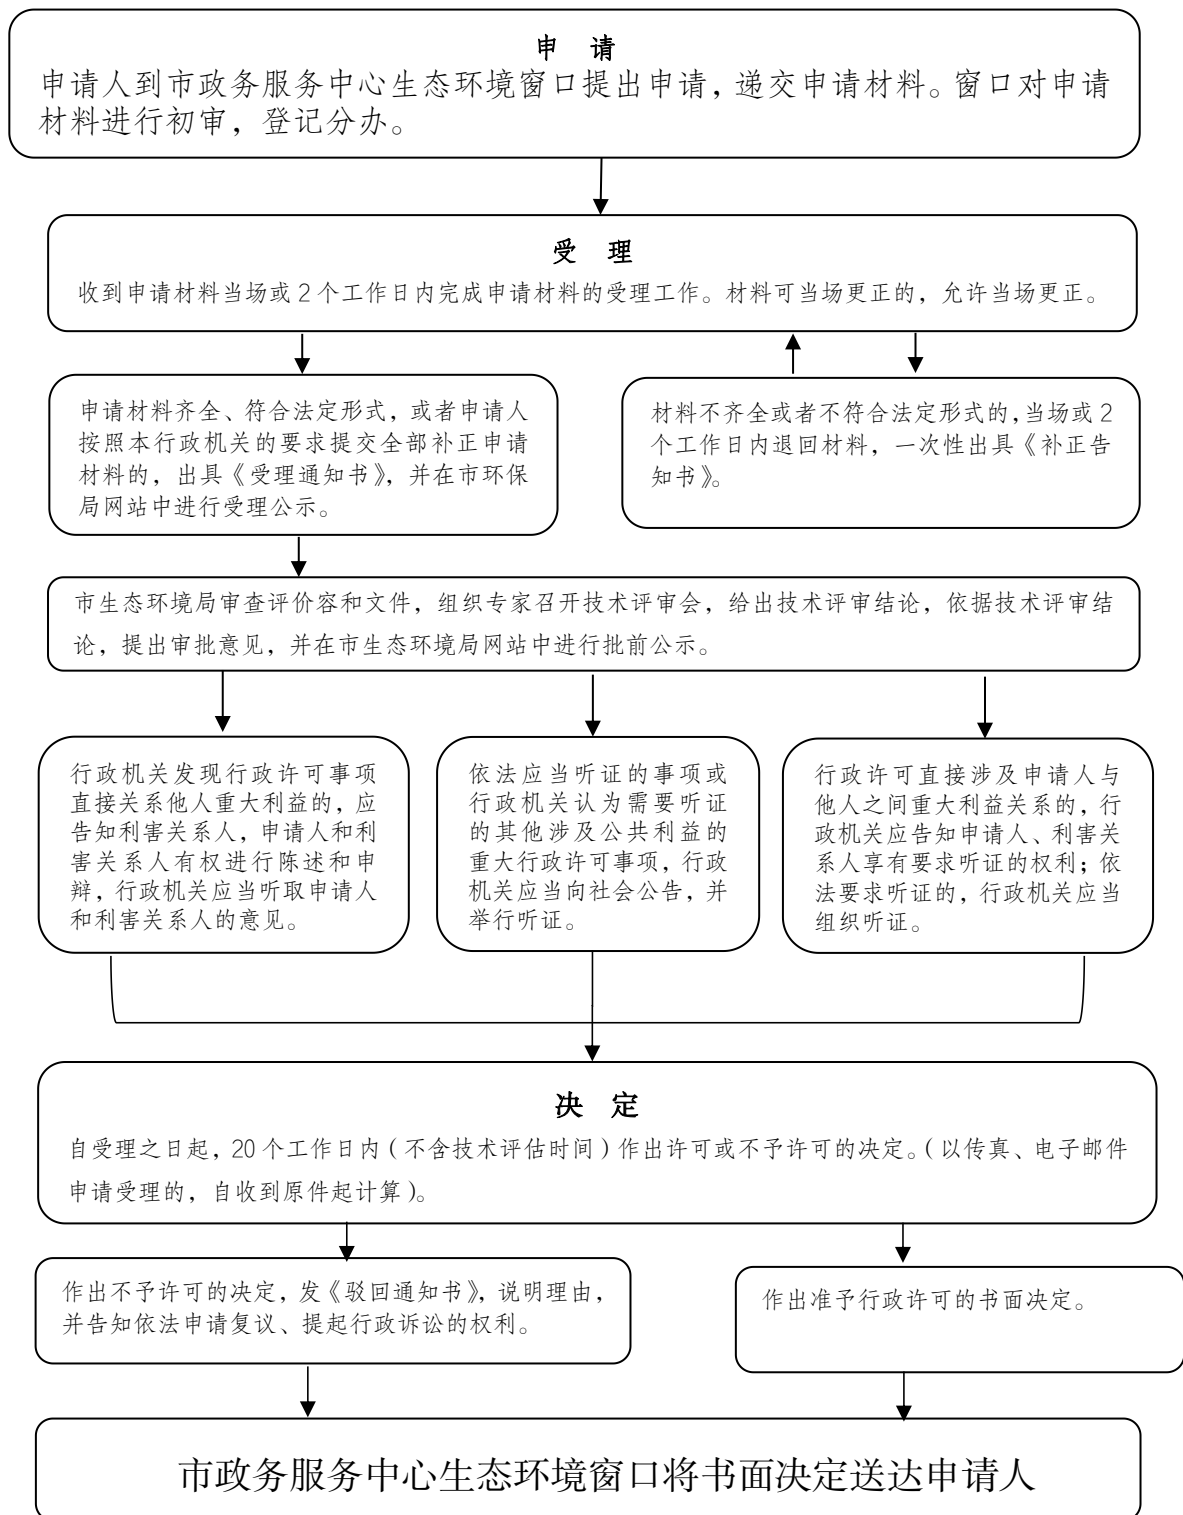 申 请
申请人到市政务服务中心生态环境窗口提出申请，递交申请材料。窗口对申请
材料进行初审，登记分办。
受 理
收到申请材料当场或 2 个工作日内完成申请材料的受理工作。材料可当场更正的，允许当场更正。
申请材料齐全、符合法定形式，或者申请人
按照本行政机关的要求提交全部补正申请
材料的，出具《受理通知书》，并在市环保
局网站中进行受理公示。
材料不齐全或者不符合法定形式的，当场或 2
个工作日内退回材料，一次性出具《补正告
知书》。
市生态环境局审查评价容和文件，组织专家召开技术评审会，给出技术评审结论，依据技术评审结
论，提出审批意见，并在市生态环境局网站中进行批前公示。
行政机关发现行政许可事项
直接关系他人重大利益的，应
告知利害关系人，申请人和利
害关系人有权进行陈述和申
辩，行政机关应当听取申请人
和利害关系人的意见。
依法应当听证的事项或
行政机关认为需要听证
的其他涉及公共利益的
重大行政许可事项，行政
机关应当向社会公告，并
举行听证。
行政许可直接涉及申请人与
他人之间重大利益关系的，行
政机关应告知申请人、利害关
系人享有要求听证的权利；依
法要求听证的，行政机关应当
组织听证。
决 定
自受理之日起，20 个工作日内（不含技术评估时间）作出许可或不予许可的决定。（以传真、电子邮件
申请受理的，自收到原件起计算）。
作出不予许可的决定，发《驳回通知书》，说明理由，
并告知依法申请复议、提起行政诉讼的权利。
作出准予行政许可的书面决定。
市政务服务中心生态环境窗口将书面决定送达申请人